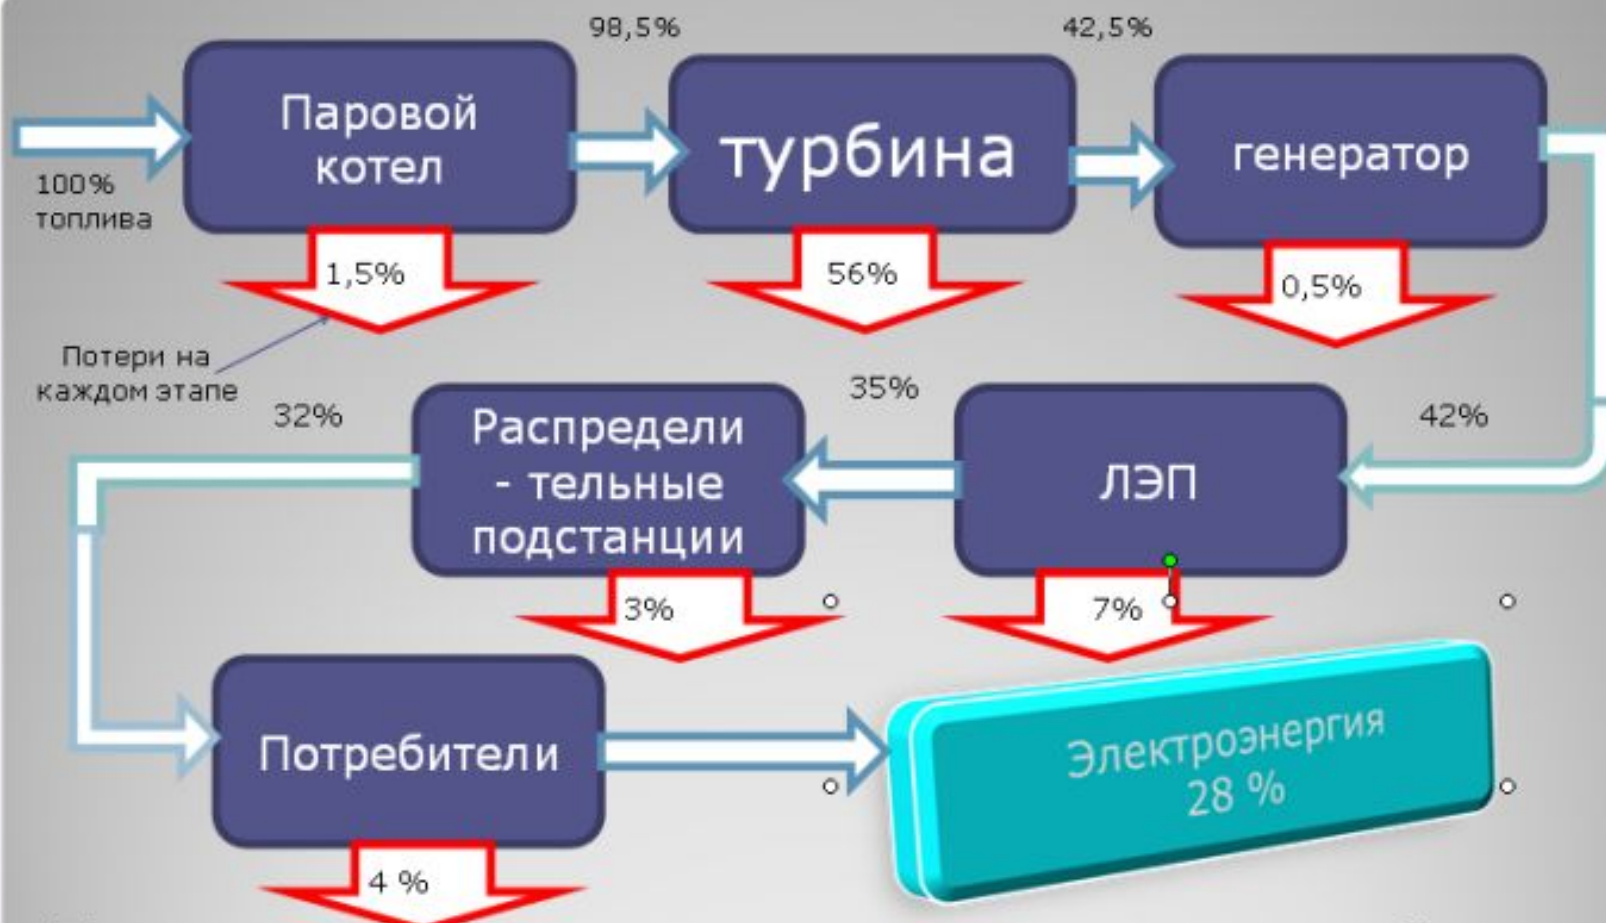 98,5%
42,5%
Паровой
котел
турбина
генератор
100%
топлива
1,5%
56%
0,5%
Потери на
каждом этапе
32%
35%
42%
Распредели
- тельные
подстанции
ЛЭП
3%
7%
Потребители
Электроэнергия
28 %
4 %